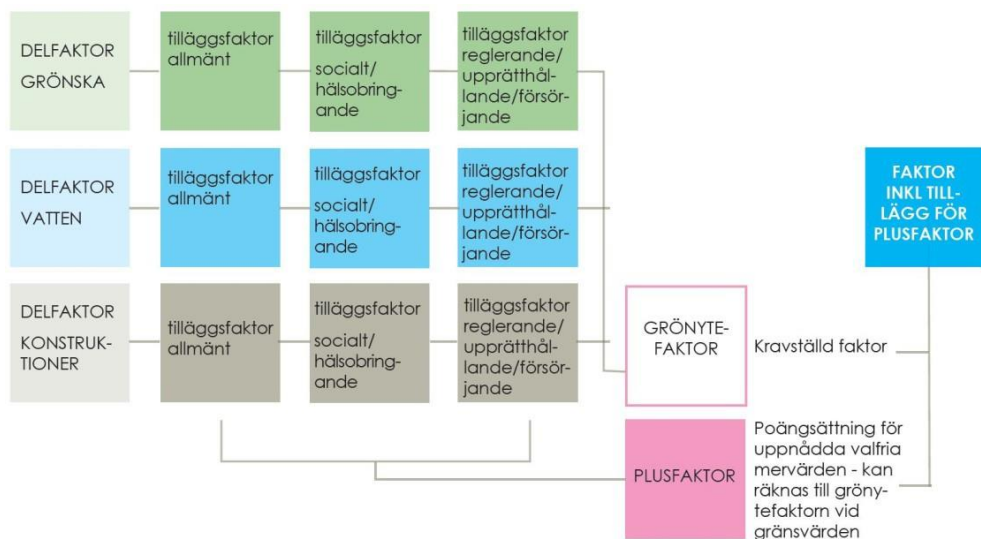 DELFAKTOR
GRÖNSKA
tilläggsfaktor
allmänt
tilläggsfaktor
socialt/
hälsobring-
ande
tilläggsfaktor
reglerande/
upprätthål-
lande/försör-
jande
DELFAKTOR
VATTEN
tilläggsfaktor
allmänt
tilläggsfaktor
socialt/
hälsobring-
ande
tilläggsfaktor
reglerande/
upprätthål-
lande/försör-
jande
FAKTOR
INKL TILL-
LÄGG FÖR
PLUSFAKTOR
DELFAKTOR
KONSTRUK-
TIONER
tilläggsfaktor
allmänt
tilläggsfaktor
socialt/
hälsobring-
ande
tilläggsfaktor
reglerande/
upprätthål-
lande/försör-
jande
GRÖNYTE-
FAKTOR
Kravställd faktor
PLUSFAKTOR
Poängsättning för
uppnådda valfria
mervärden - kan
räknas till gröny-
tefaktorn vid
gränsvärden